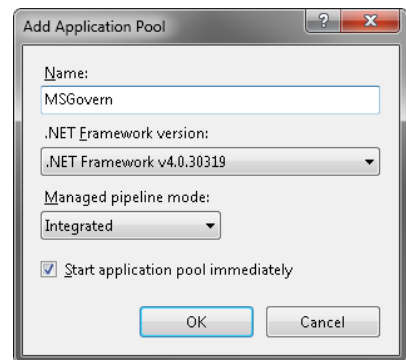 Add Application Pool
Name:
MSGovern
.NET Framework version:
.NET Framework v4.0.30319
Managed pipeline mode:
Integrated
Start application pool immediately
OK Cancel